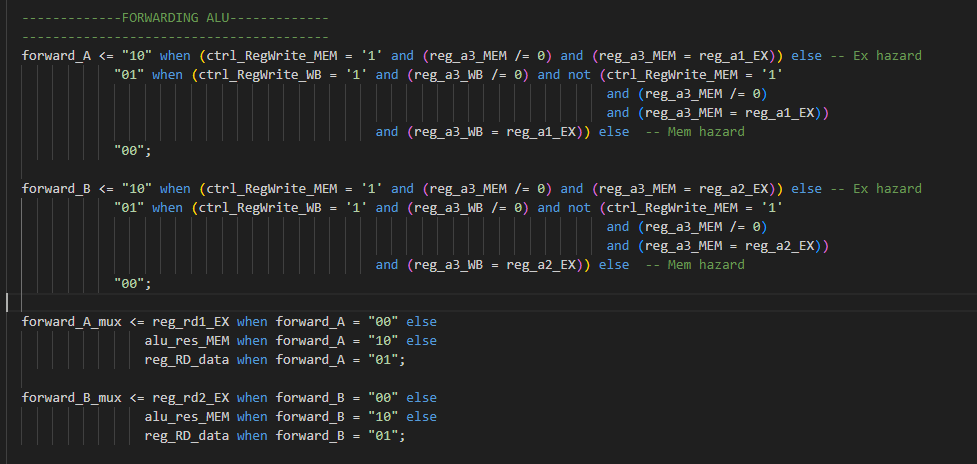 -------------FORWARDING ALU-------------
----------------------------------------
forward_A <= "10" when (ctrl_RegWrite_MEM = '1' and (reg_a3_MEM /= 0) and (reg_a3_MEM = reg_a1_EX)) else -- Ex hazard
"01" when (ctrl_RegWrite_WB = '1' and (reg_a3_WB /= 0) and not (ctrl_RegWrite_MEM = '1'
and (reg_a3_MEM /= 0)
and (reg_a3_MEM = reg_a1_EX))
and (reg_a3_WB = reg_a1_EX)) else  -- Mem hazard
"00";
forward_B <= "10" when (ctrl_RegWrite_MEM = '1' and (reg_a3_MEM /= 0) and (reg_a3_MEM = reg_a2_EX)) else -- Ex hazard
"01" when (ctrl_RegWrite_WB = '1' and (reg_a3_WB /= 0) and not (ctrl_RegWrite_MEM = '1'
and (reg_a3_MEM /= 0)
and (reg_a3_MEM = reg_a2_EX))
and (reg_a3_WB = reg_a2_EX)) else  -- Mem hazard
"00";
forward_A_mux <= reg_rd1_EX when forward_A = "00" else
alu_res_MEM when forward_A = "10" else
reg_RD_data when forward_A = "01";
forward_B_mux <= reg_rd2_EX when forward_B = "00" else
alu_res_MEM when forward_B = "10" else
reg_RD_data when forward_B = "01";